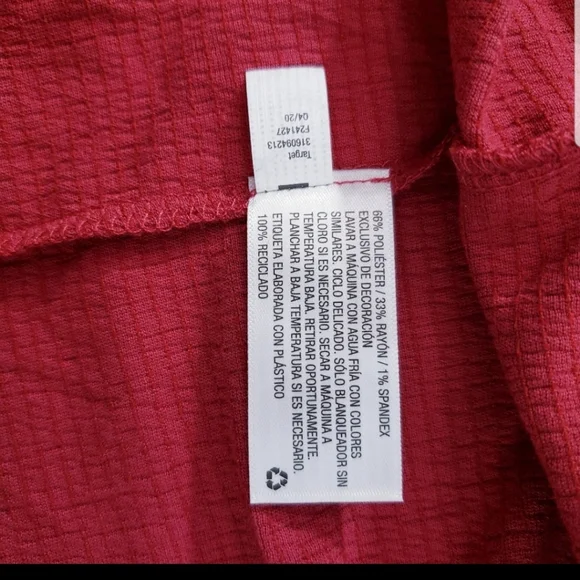 Target
316094213
F241427
04/20
66% POLIÉSTER / 33% RAYÓN / 1% SPANDEX
EXCLUSIVO DE DECORACIÓN
LAVAR A MÁQUINA CON AGUA FRÍA CON COLORES
SIMILARES. CICLO DELICADO. SÓLO BLANQUEADOR SIN
CLORO SI ES NECESARIO. SECAR A MÁQUINA A
TEMPERATURA BAJA. RETIRAR OPORTUNAMENTE.
PLANCHAR A BAJA TEMPERATURA SI ES NECESARIO.
ETIQUETA ELABORADA CON PLÁSTICO
100% RECICLADO